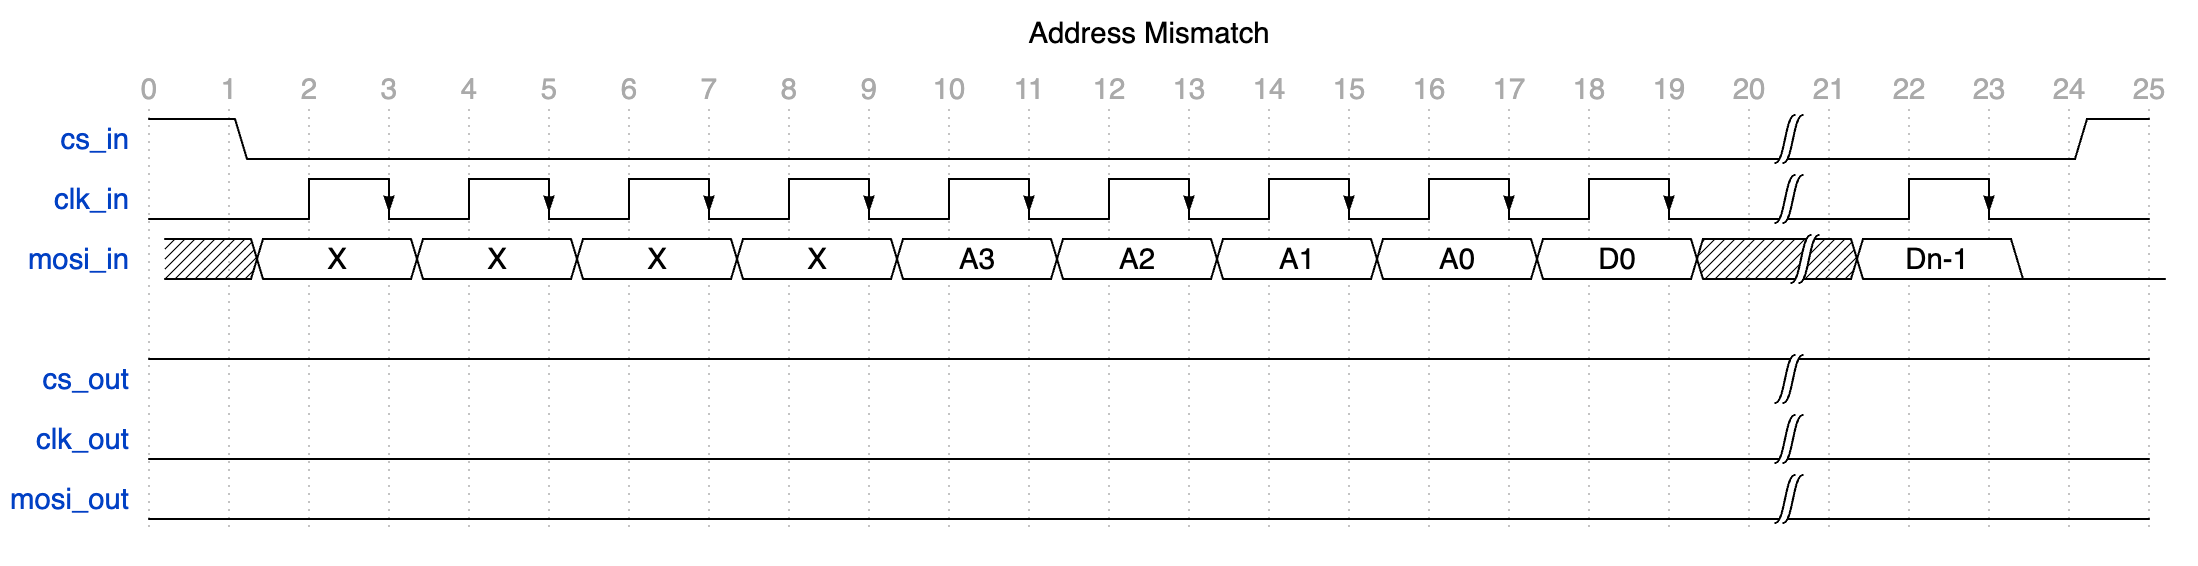 Address Mismatch
0 1 2 3 4 5 6 7 8 9 10 11 12 13 14 15 16 17 18 19 20 21 22 23 24 25
cs_in
clk_in
mosi_in X X X X A3 A2 A1 A0 D0 Dn-1
cs_out
clk_out
mosi_out